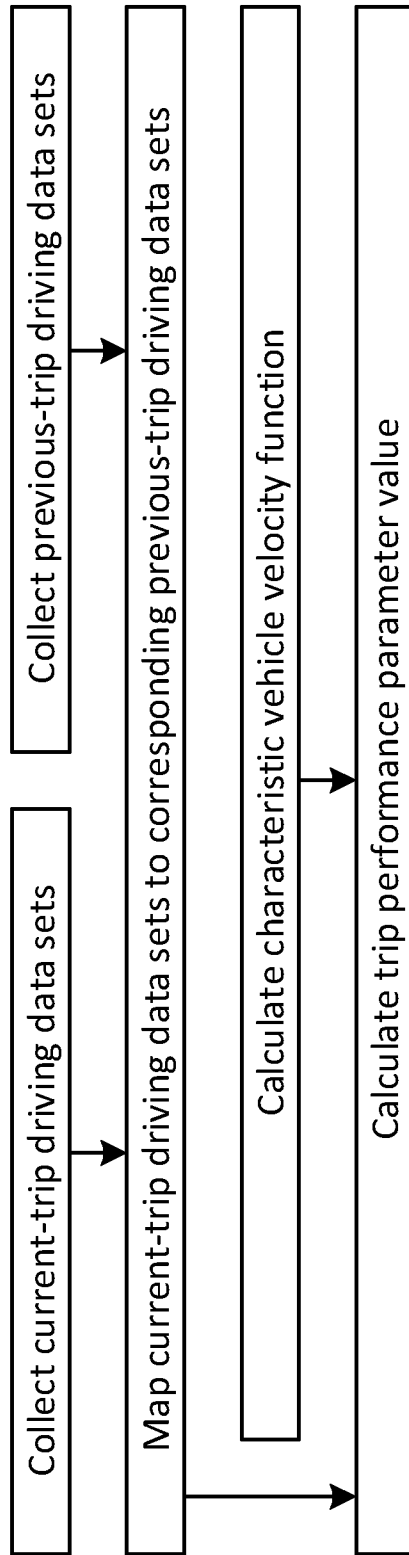 Collect current-trip driving data sets
Collect previous-trip driving data sets
Map current-trip driving data sets to corresponding previous-trip driving data sets
Calculate characteristic vehicle velocity function
Calculate trip performance parameter value